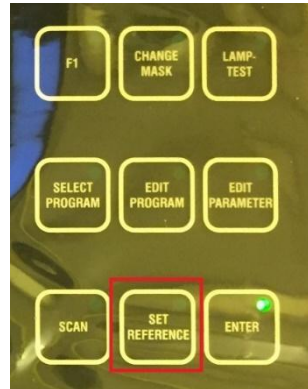 F1
CHANGE
MASK
LAMP-
TEST
SELECT
PROGRAM
EDIT
PROGRAM
EDIT
PARAMETER
SCAN
SET
REFERENCE
ENTER